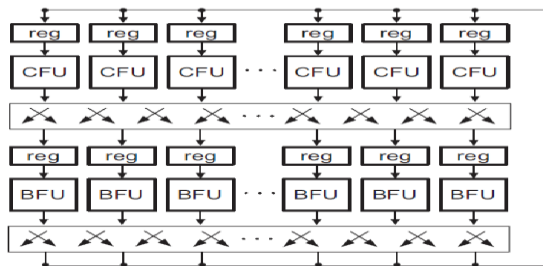 reg reg reg reg reg reg
CFU CFU CFU ... CFU CFU CFU
...
reg reg reg reg reg reg
BFU BFU BFU ... BFU BFU BFU
...